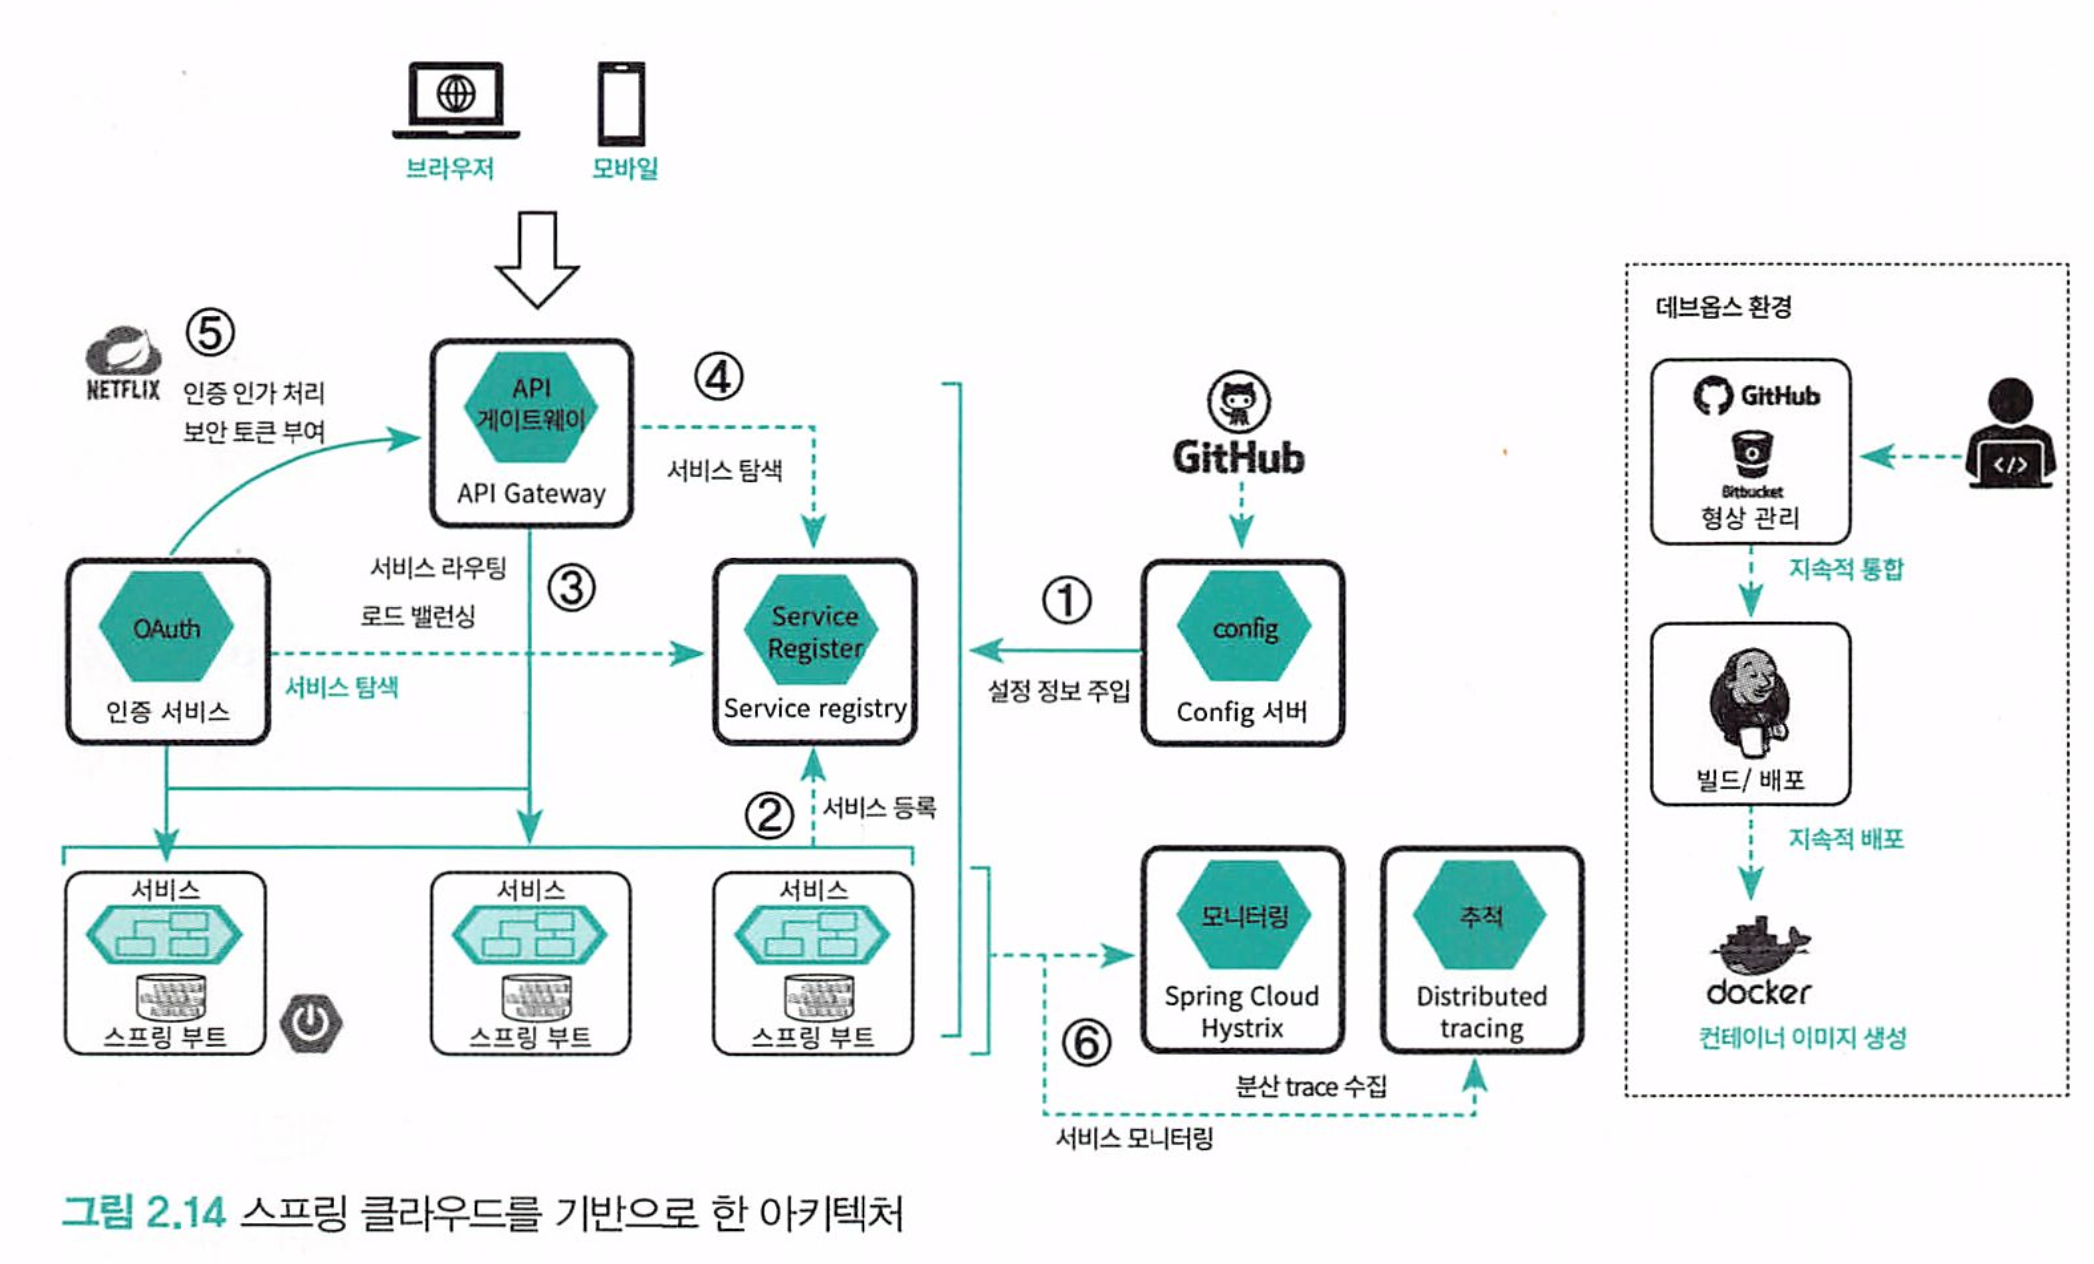 브라우저
모바일
NETFLIX
⑤
인증 인가 처리
보안 토큰 부여
API
게이트웨이
API Gateway
④
서비스 탐색
OAuth
인증 서비스
서비스 라우팅
로드 밸런싱
③
서비스 탐색
Service
Register
Service registry
②
서비스 등록
서비스
스프링 부트
서비스
스프링 부트
서비스
스프링 부트
GitHub
①
설정 정보 주입
config
Config 서버
모니터링
Spring Cloud
Hystrix
추적
Distributed
tracing
⑥
분산 trace 수집
서비스 모니터링
데브옵스 환경
GitHub
Bitbucket
형상 관리
</>
지속적 통합
빌드/ 배포
지속적 배포
docker
컨테이너 이미지 생성
그림 2.14 스프링 클라우드를 기반으로 한 아키텍처